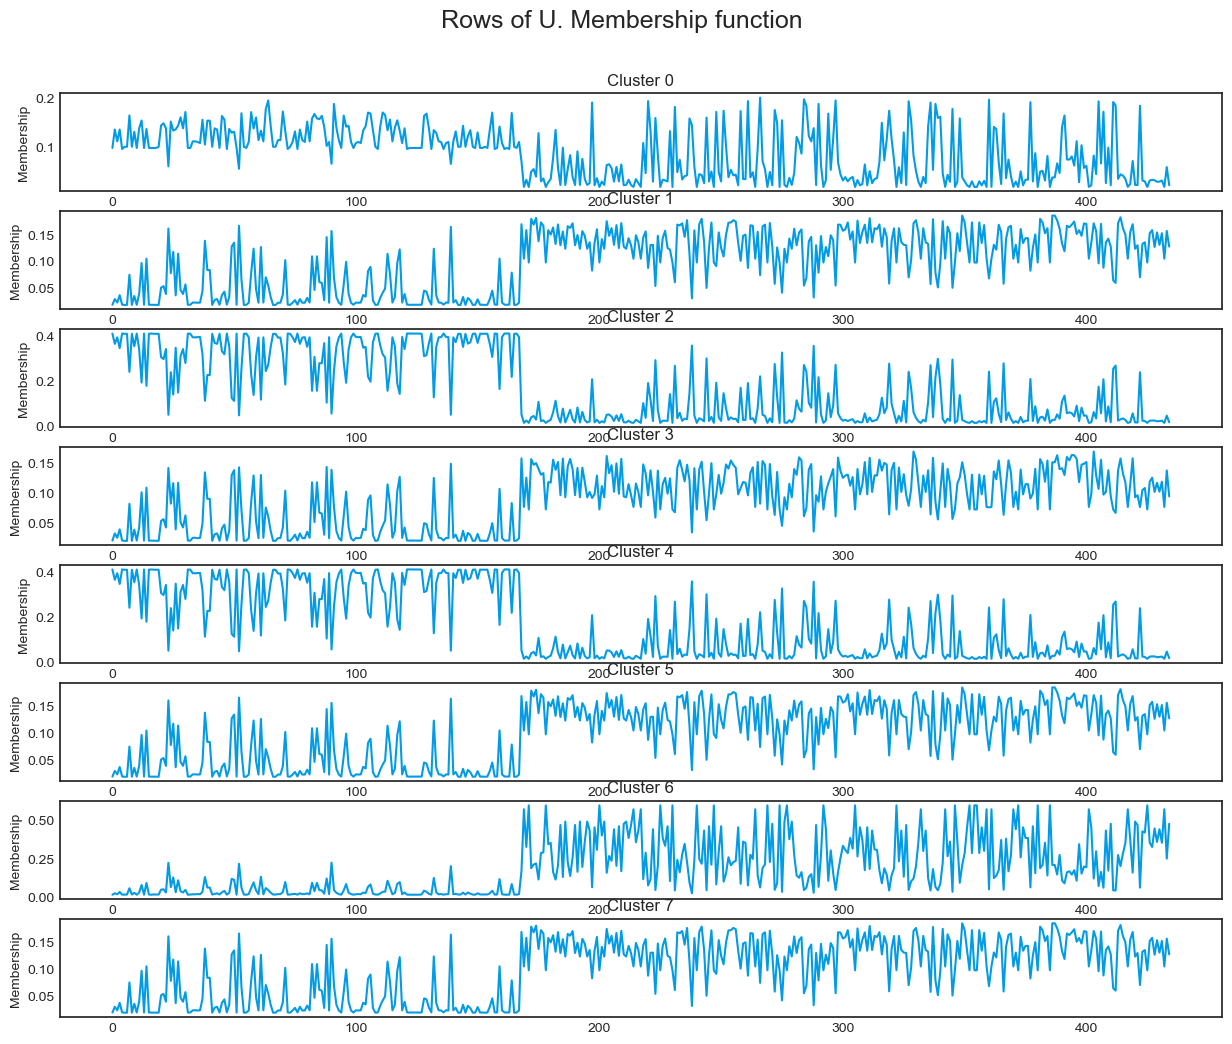 Rows of U. Membership function
Cluster 0
Membership
0.2
0.1
0 100 200 300 400
Cluster 1
Membership
0.15
0.10
0.05
0 100 200 300 400
Cluster 2
Membership
0.4
0.2
0.0
0 100 200 300 400
Cluster 3
Membership
0.15
0.10
0.05
0 100 200 300 400
Cluster 4
Membership
0.4
0.2
0.0
0 100 200 300 400
Cluster 5
Membership
0.15
0.10
0.05
0 100 200 300 400
Cluster 6
Membership
0.50
0.25
0.00
0 100 200 300 400
Cluster 7
Membership
0.15
0.10
0.05
0 100 200 300 400